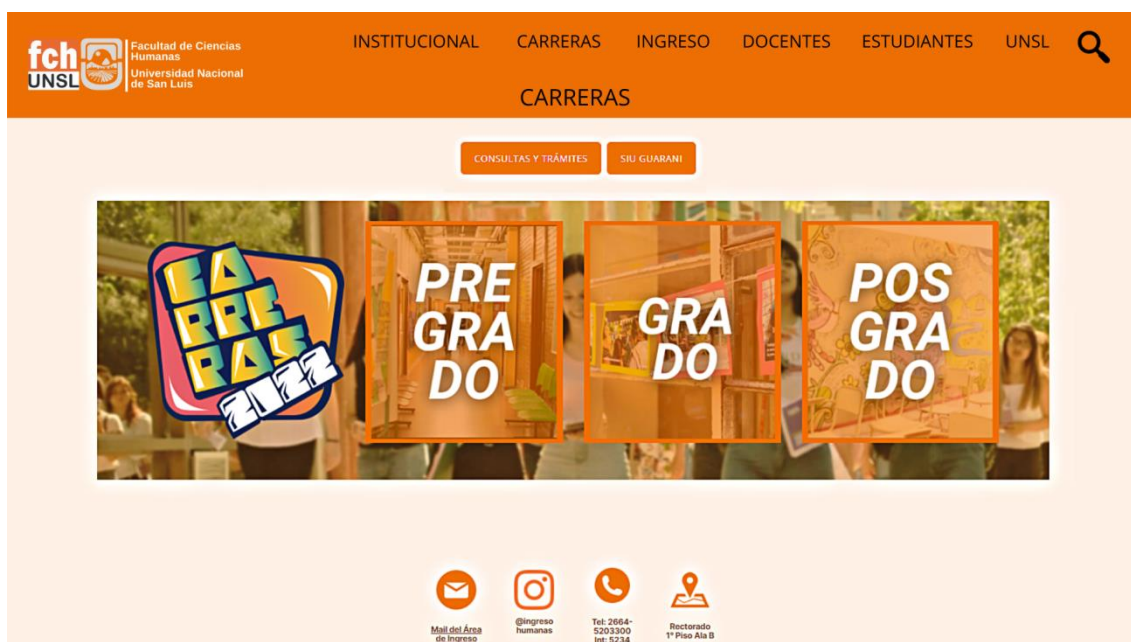 fch
UNSL
Facultad de Ciencias
Humanas
Universidad Nacional
de San Luis
INSTITUCIONAL CARRERAS INGRESO DOCENTES ESTUDIANTES UNSL
CARRERAS
CONSULTAS Y TRÁMITES SIU GUARANI
CA
RRE
RAS
2022
PRE
GRA
DO
GRA
DO
POS
GRA
DO
Mail del Área
de Ingreso
@ingreso
humanas
Tel: 2664-
5203300
Int: 5234
Rectorado
1° Piso Ala B